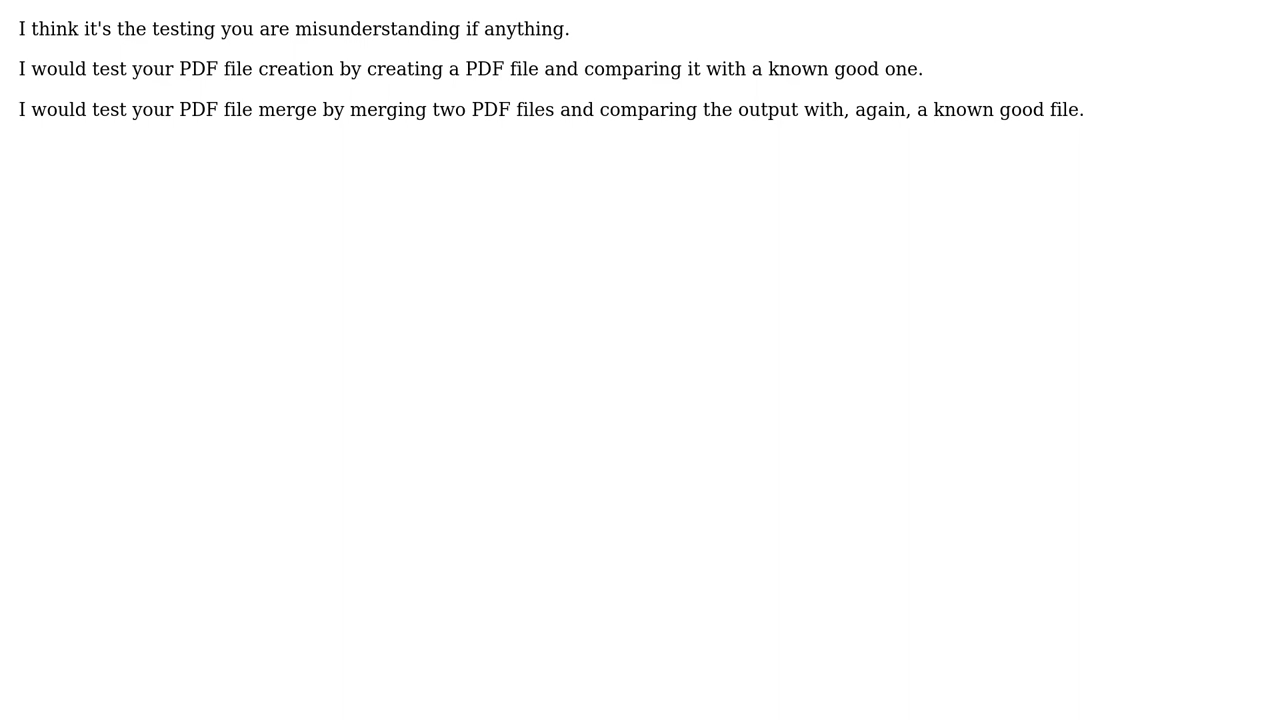 I think it's the testing you are misunderstanding if anything.
I would test your PDF file creation by creating a PDF file and comparing it with a known good one.
I would test your PDF file merge by merging two PDF files and comparing the output with, again, a known good file.